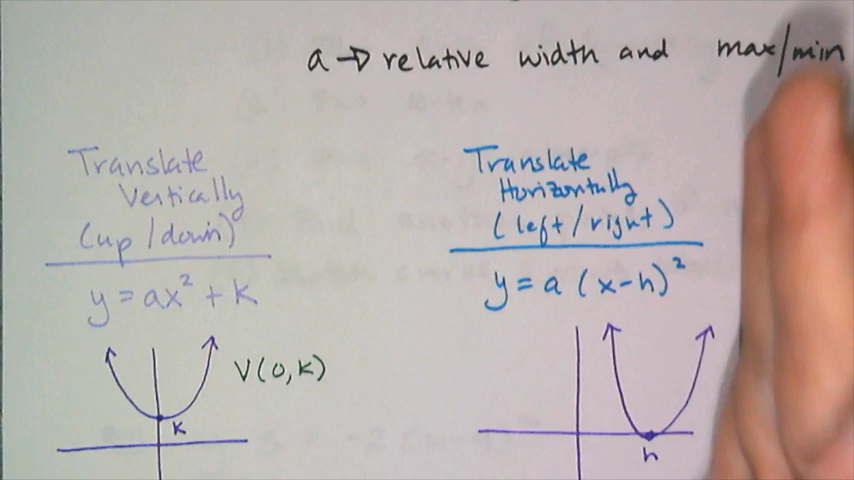 a → relative width and max/min
Translate
Vertically
(up/down)
y = ax² + k
V(0,k)
k
Translate
Horizontally
(left/right)
y = a (x-h)²
h